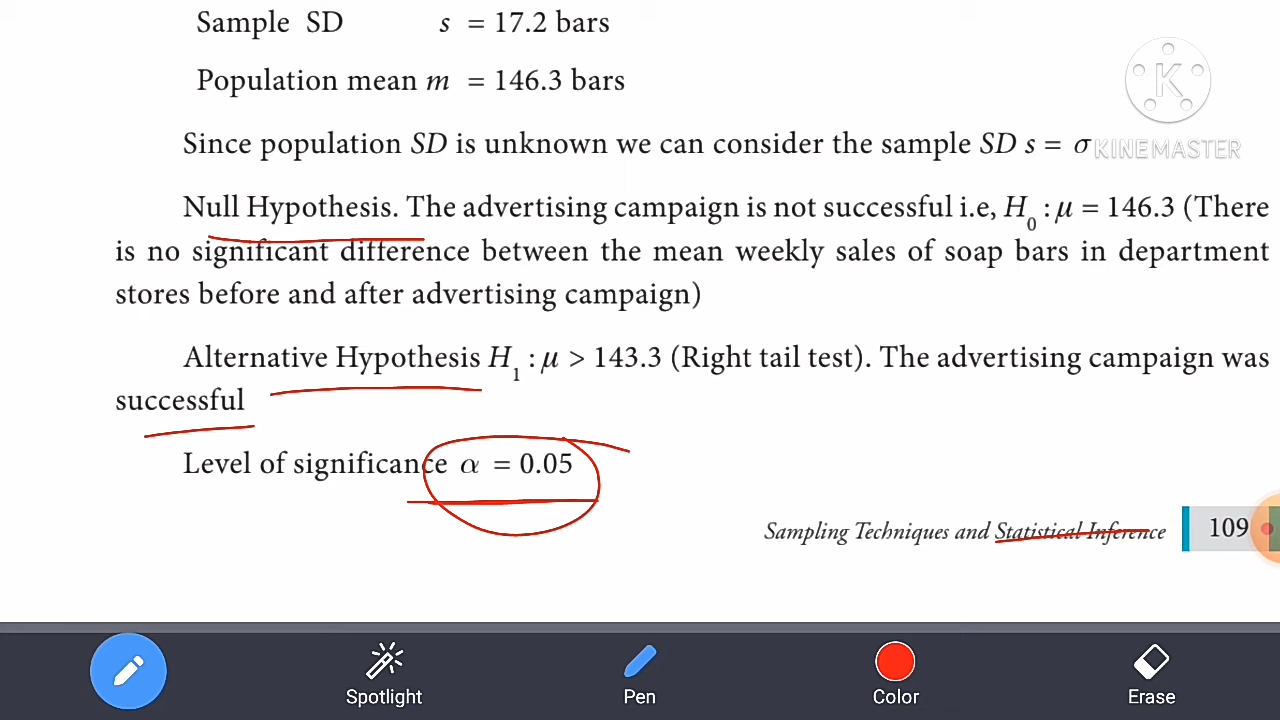 Sample SD s = 17.2 bars
Population mean m = 146.3 bars
Since population SD is unknown we can consider the sample SD s = σ
KINEMASTER
Null Hypothesis. The advertising campaign is not successful i.e, H₀ : μ = 146.3 (There
is no significant difference between the mean weekly sales of soap bars in department
stores before and after advertising campaign)
Alternative Hypothesis H₁ : μ > 143.3 (Right tail test). The advertising campaign was
successful
Level of significance α = 0.05
Sampling Techniques and Statistical Inference 109
Spotlight Pen Color Erase